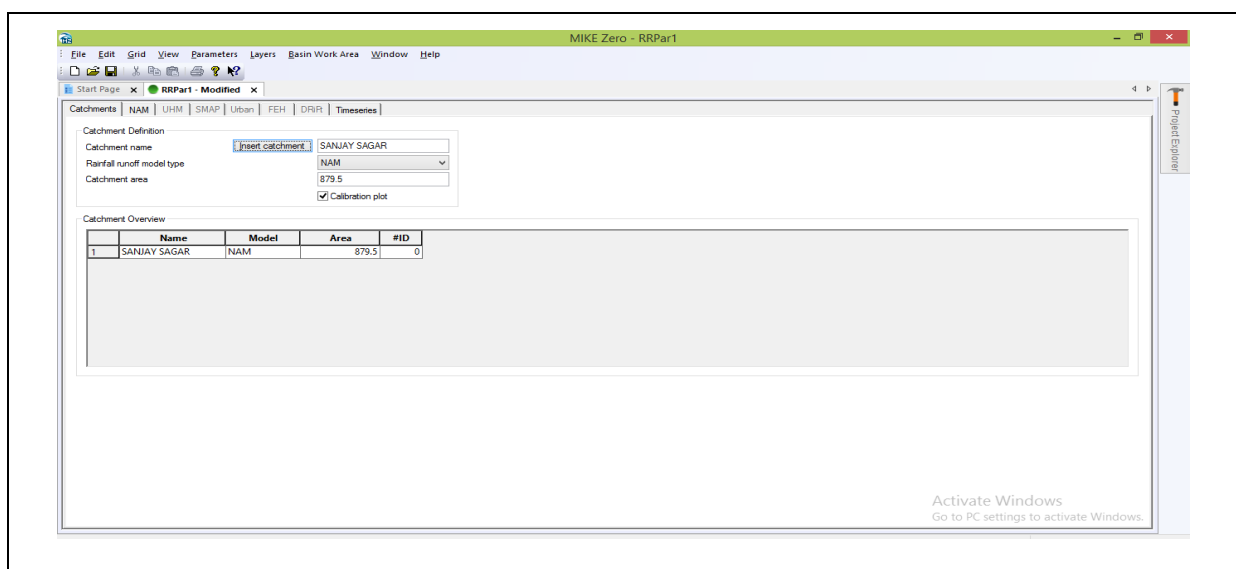 MIKE Zero - RRPar1
File Edit Grid View Parameters Layers Basin Work Area Window Help
Start Page RRPar1 - Modified
Catchments NAM UHM SMAP Urban FEH DRiFt Timeseries
Catchment Definition
Catchment name Insert catchment SANJAY SAGAR
Rainfall runoff model type NAM
Catchment area 879.5
Calibration plot
Catchment Overview
Name Model Area #ID
1 SANJAY SAGAR NAM 879.5 0
Project Explorer
Activate Windows
Go to PC settings to activate Windows.